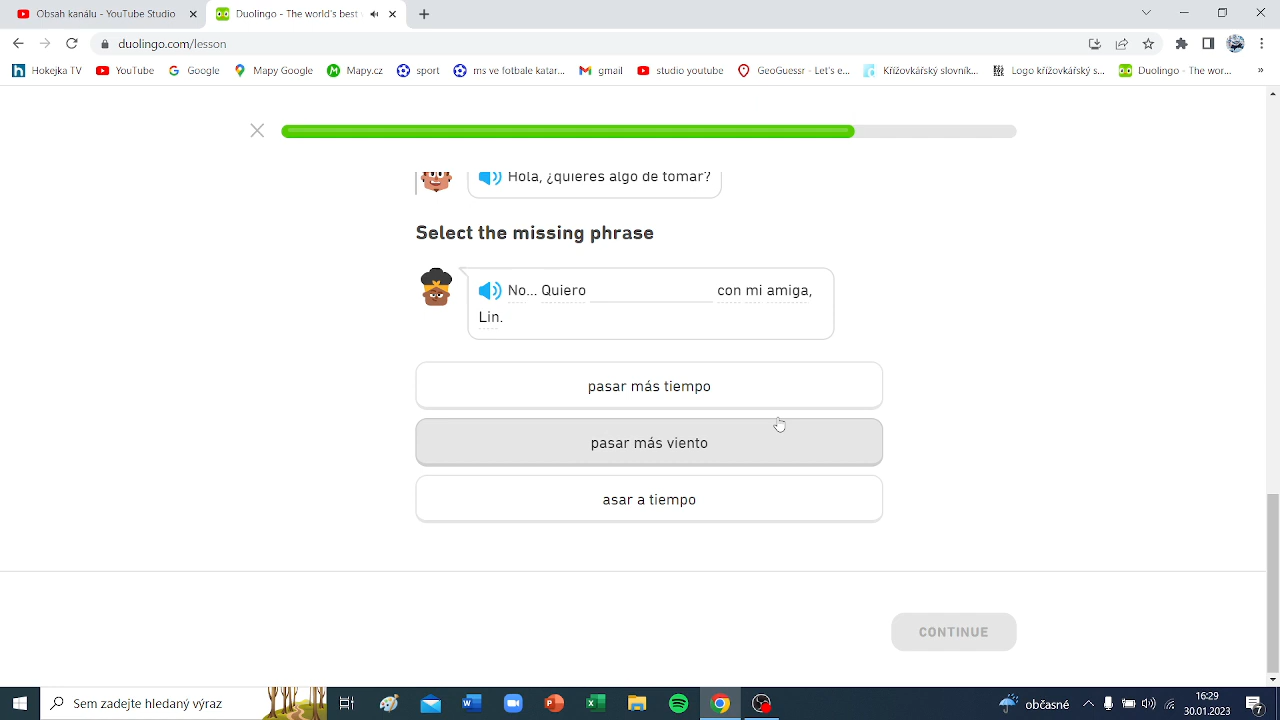 Obsah kanálu - YouTube Studio
Duolingo - The world's best
duolingo.com/lesson
Hokejka TV YouTube Google Mapy Google Mapy.cz sport ms ve fotbale katar... gmail studio youtube GeoGuessr - Let's e... Křížovkářský slovník... Logo křížovkářský s... Duolingo - The wor... »
Hola, ¿quieres algo de tomar?
Select the missing phrase
No... Quiero con mi amiga,
Lin.
pasar más tiempo
pasar más viento
asar a tiempo
CONTINUE
Sem zadejte hledaný výraz
občasné
16:29
30.01.2023
2